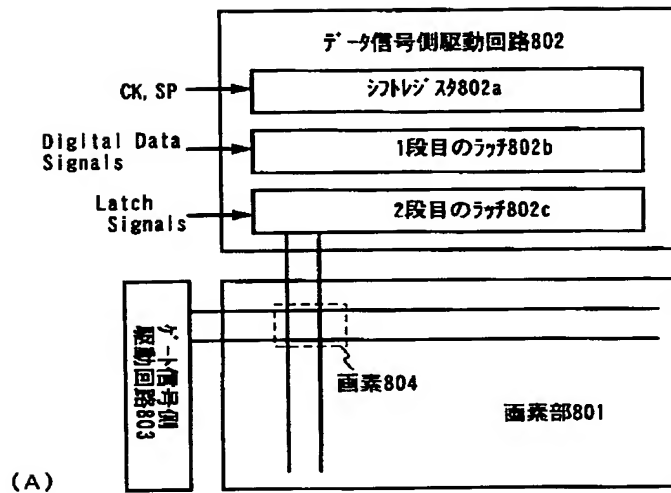 データ信号側駆動回路802
CK, SP
シフトレジスタ802a
Digital Data
Signals
1段目のラッチ802b
Latch
Signals
2段目のラッチ802c
ゲート信号側
駆動回路803
画素804
画素部801
(A)